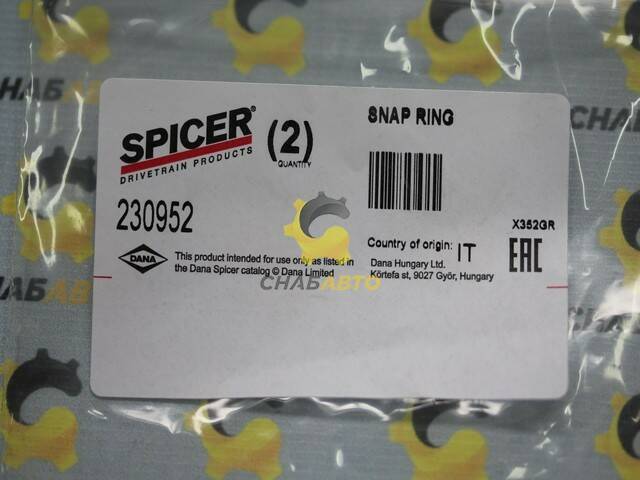 SNAP RING
SPICER®
DRIVETRAIN PRODUCTS
(2)
QUANTITY
230952
X352GR
Country of origin: IT
Dana Hungary Ltd.
Körtefa st, 9027 Győr, Hungary
EAC
DANA
This product intended for use only as listed in
the Dana Spicer catalog © Dana Limited
СНАБАВТО